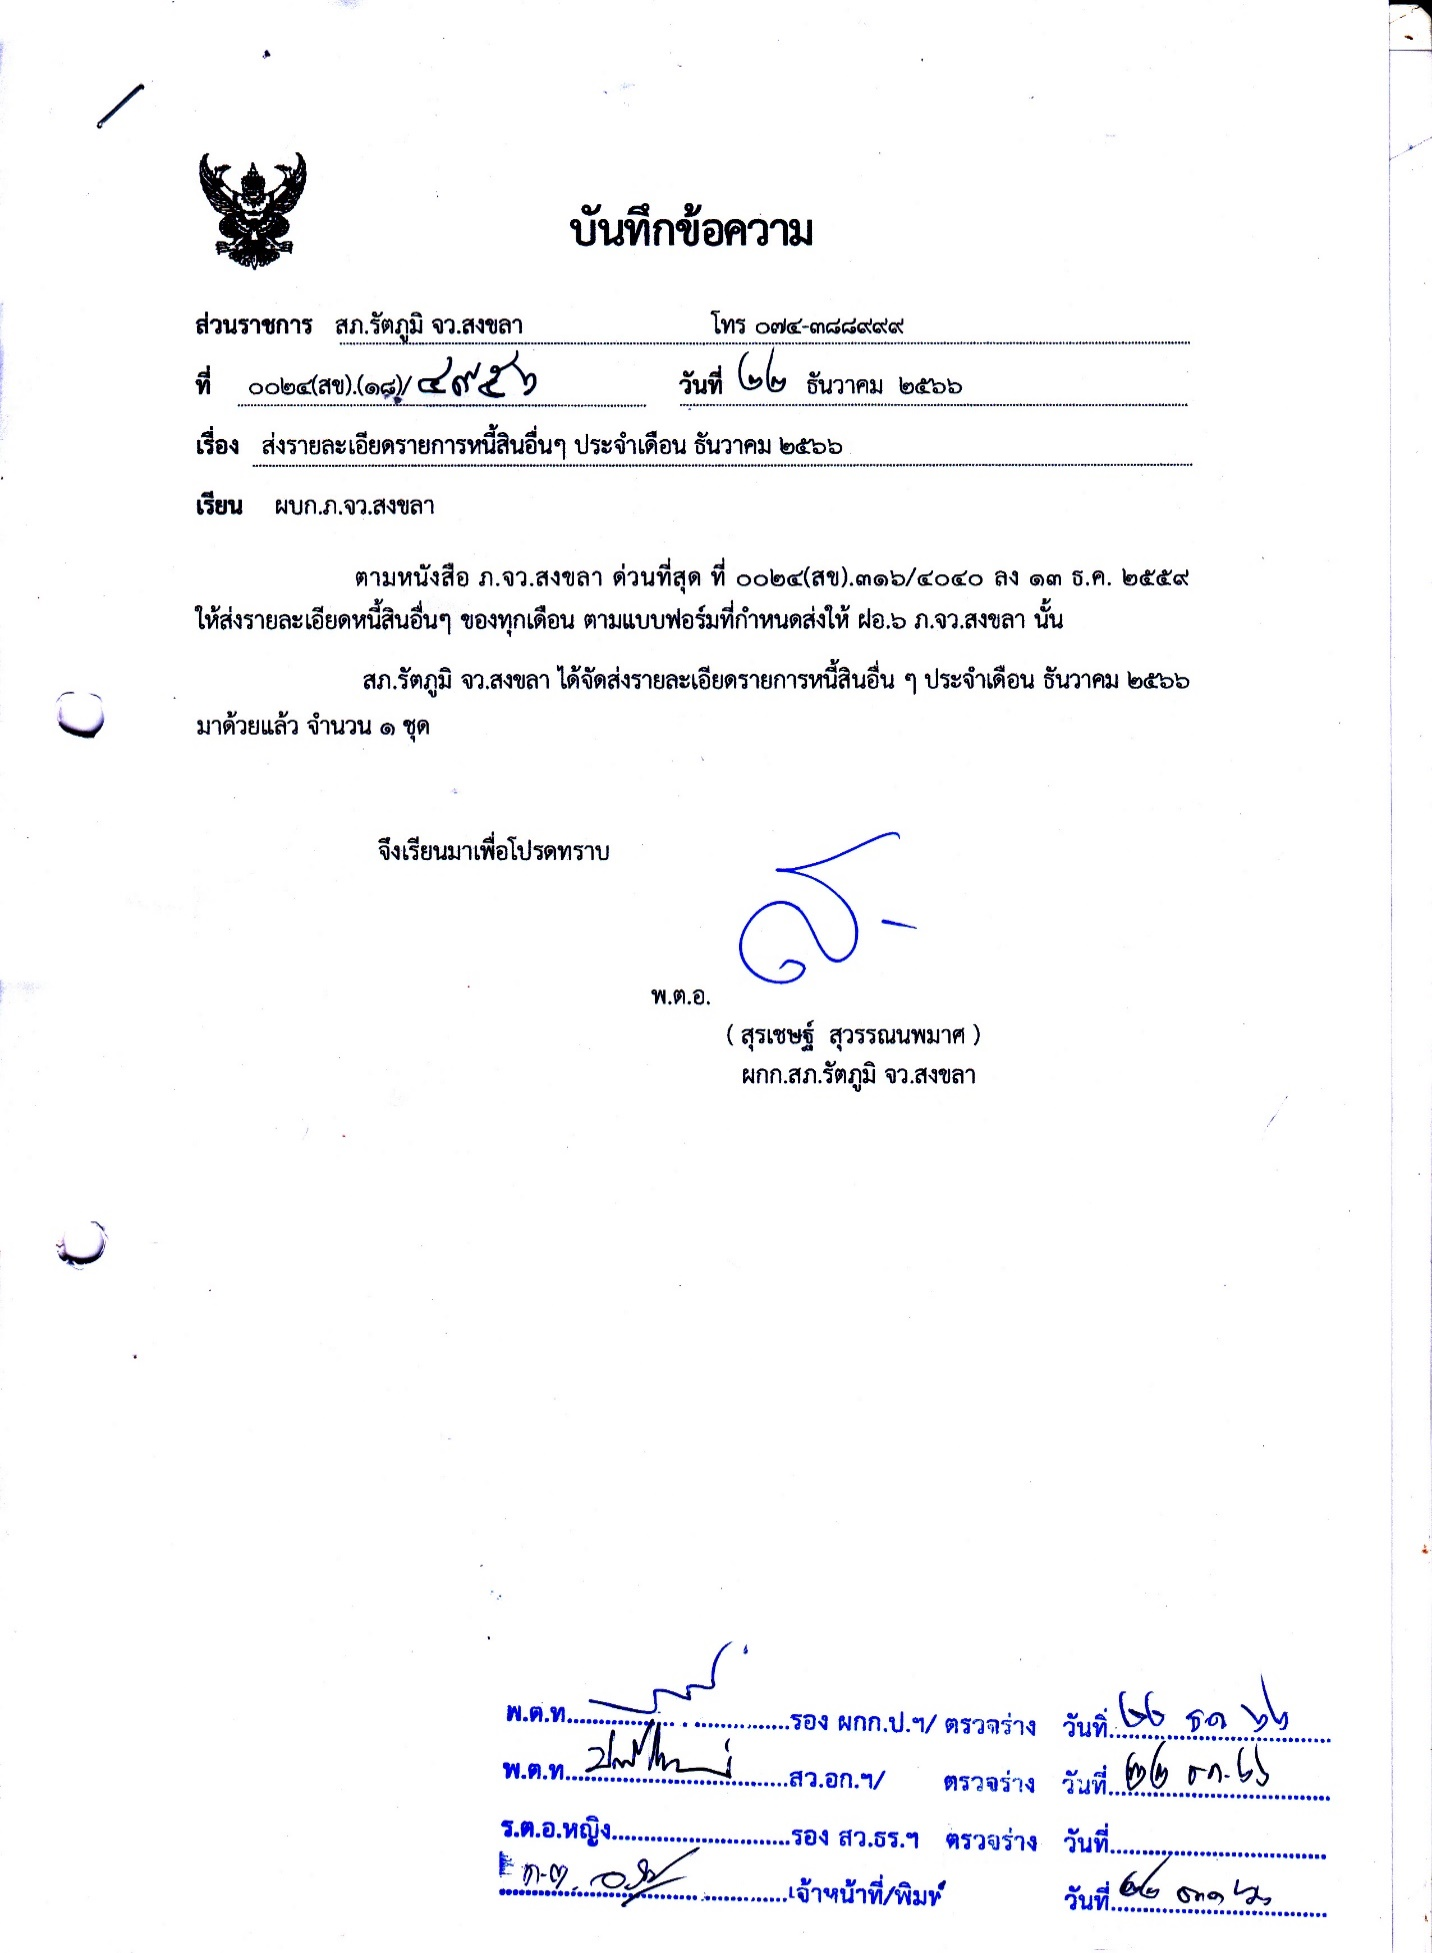 บันทึกข้อความ
ส่วนราชการ สภ.รัตภูมิ จว.สงขลา โทร ๐๗๔-๓๘๘๙๙๙
ที่ ๐๐๒๔(สข).(๑๘)/๔๙๕๖ วันที่ ๒๒ ธันวาคม ๒๕๖๖
เรื่อง ส่งรายละเอียดรายการหนี้สินอื่นๆ ประจำเดือน ธันวาคม ๒๕๖๖
เรียน ผบก.ภ.จว.สงขลา
ตามหนังสือ ภ.จว.สงขลา ด่วนที่สุด ที่ ๐๐๒๔(สข).๓๑๖/๔๐๔๐ ลง ๑๓ ธ.ค. ๒๕๕๙
ให้ส่งรายละเอียดหนี้สินอื่นๆ ของทุกเดือน ตามแบบฟอร์มที่กำหนดส่งให้ ฝอ.๖ ภ.จว.สงขลา นั้น
สภ.รัตภูมิ จว.สงขลา ได้จัดส่งรายละเอียดรายการหนี้สินอื่น ๆ ประจำเดือน ธันวาคม ๒๕๖๖
มาด้วยแล้ว จำนวน ๑ ชุด
จึงเรียนมาเพื่อโปรดทราบ
พ.ต.อ.
( สุรเชษฐ์ สุวรรณนพมาศ )
ผกก.สภ.รัตภูมิ จว.สงขลา
พ.ต.ท...............................รอง ผกก.ป.ฯ/ ตรวจร่าง วันที่ ๒๒ ธค ๖๖
พ.ต.ท...............................สว.อก.ฯ/ ตรวจร่าง วันที่ ๒๒ ธค.๖๖
ร.ต.อ.หญิง...........................รอง สว.ธร.ฯ ตรวจร่าง วันที่...............................
...............................เจ้าหน้าที่/พิมพ์ วันที่ ๒๒ ธค ๖๖